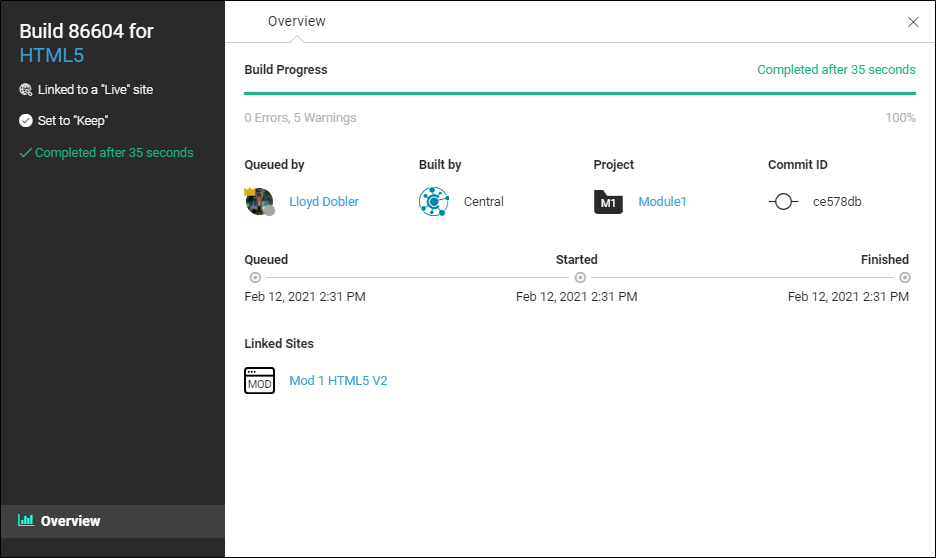 Build 86604 for
HTML5
Linked to a "Live" site
Set to "Keep"
Completed after 35 seconds
Overview
Overview
Build Progress
Completed after 35 seconds
0 Errors, 5 Warnings
100%
Queued by
Built by
Project
Commit ID
Lloyd Dobler
Central
M1
Module1
ce578db
Queued
Started
Finished
Feb 12, 2021 2:31 PM
Feb 12, 2021 2:31 PM
Feb 12, 2021 2:31 PM
Linked Sites
MOD
Mod 1 HTML5 V2